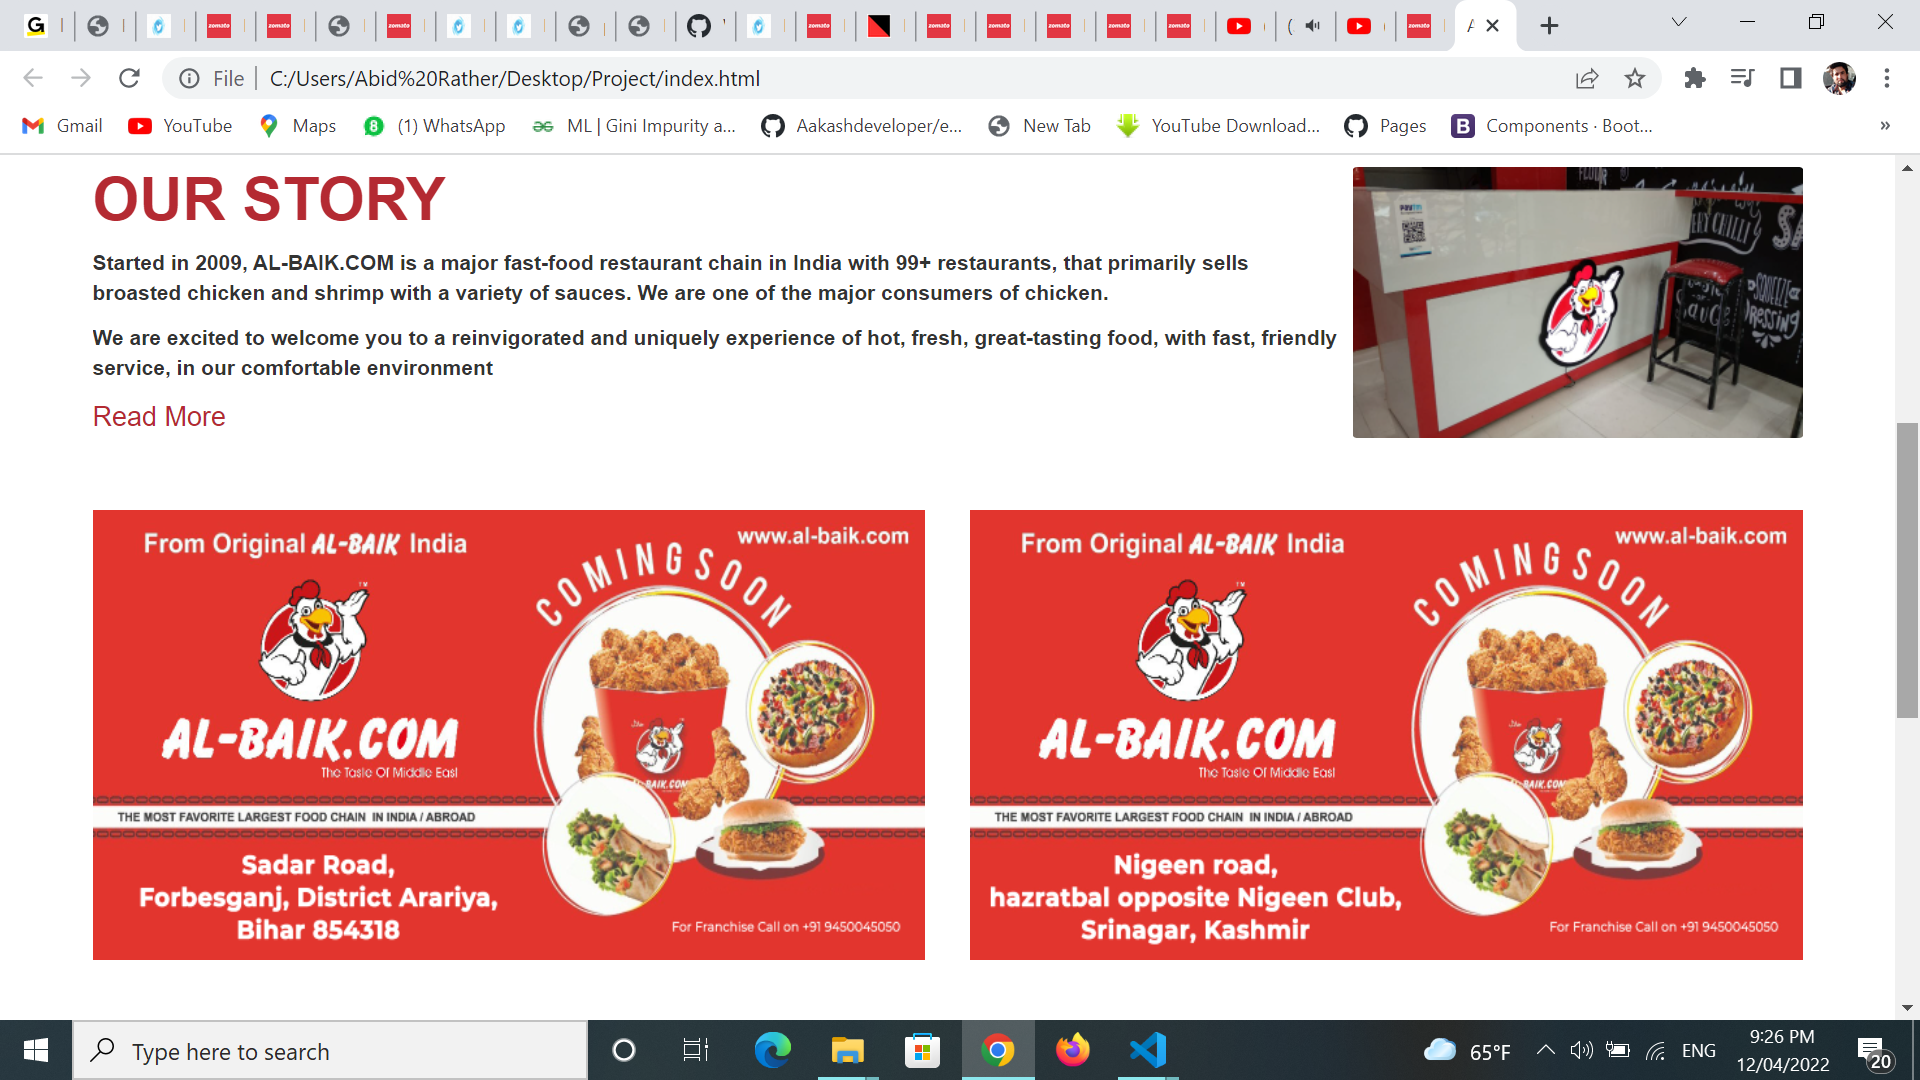 File
C:/Users/Abid%20Rather/Desktop/Project/index.html
Gmail
YouTube
Maps
(1) WhatsApp
ML | Gini Impurity a...
Aakashdeveloper/e...
New Tab
YouTube Download...
Pages
Components · Boot...
»
OUR STORY
Started in 2009, AL-BAIK.COM is a major fast-food restaurant chain in India with 99+ restaurants, that primarily sells
broasted chicken and shrimp with a variety of sauces. We are one of the major consumers of chicken.
We are excited to welcome you to a reinvigorated and uniquely experience of hot, fresh, great-tasting food, with fast, friendly
service, in our comfortable environment
Read More
From Original AL-BAIK India
www.al-baik.com
COMING SOON
AL-BAIK.COM
The Taste Of Middle East
THE MOST FAVORITE LARGEST FOOD CHAIN IN INDIA / ABROAD
Sadar Road,
Forbesganj, District Arariya,
Bihar 854318
For Franchise Call on +91 9450045050
From Original AL-BAIK India
www.al-baik.com
COMING SOON
AL-BAIK.COM
The Taste Of Middle East
THE MOST FAVORITE LARGEST FOOD CHAIN IN INDIA / ABROAD
Nigeen road,
hazratbal opposite Nigeen Club,
Srinagar, Kashmir
For Franchise Call on +91 9450045050
Type here to search
65°F
ENG
9:26 PM
12/04/2022
20